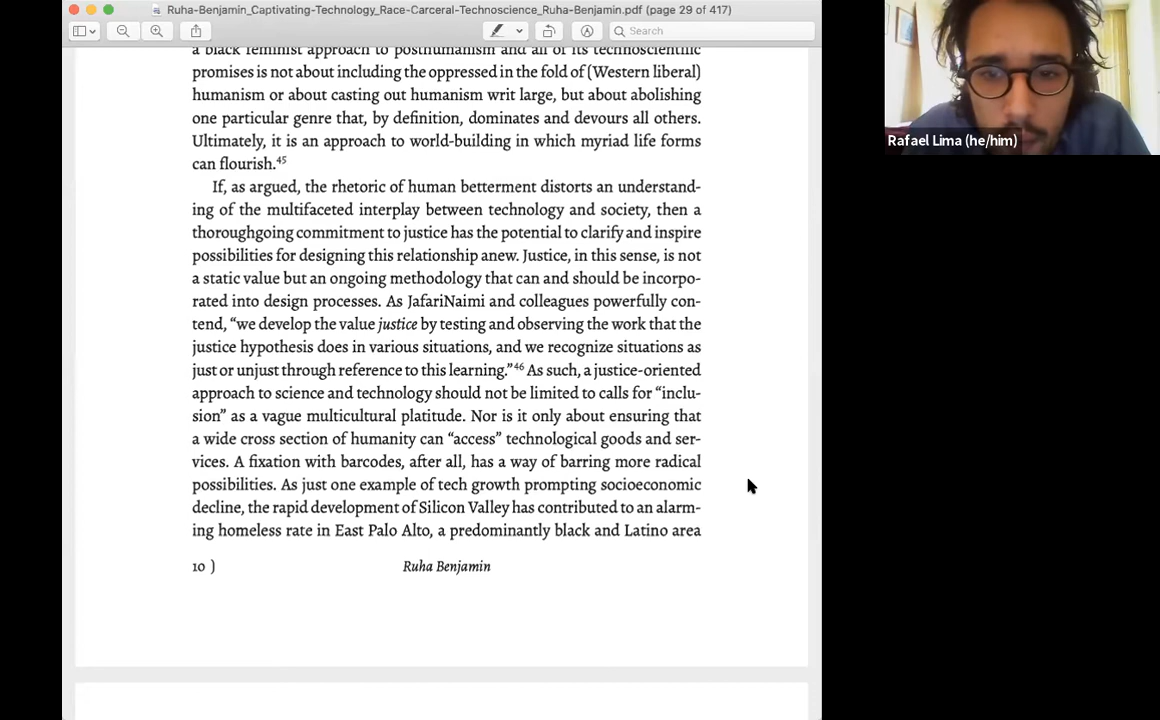 Ruha-Benjamin_Captivating-Technology_Race-Carceral-Technoscience_Ruha-Benjamin.pdf (page 29 of 417)
Search
a black feminist approach to posthumanism and all of its technoscientific
promises is not about including the oppressed in the fold of (Western liberal)
humanism or about casting out humanism writ large, but about abolishing
one particular genre that, by definition, dominates and devours all others.
Ultimately, it is an approach to world-building in which myriad life forms
can flourish.45
If, as argued, the rhetoric of human betterment distorts an understand-
ing of the multifaceted interplay between technology and society, then a
thoroughgoing commitment to justice has the potential to clarify and inspire
possibilities for designing this relationship anew. Justice, in this sense, is not
a static value but an ongoing methodology that can and should be incorpo-
rated into design processes. As JafariNaimi and colleagues powerfully con-
tend, “we develop the value justice by testing and observing the work that the
justice hypothesis does in various situations, and we recognize situations as
just or unjust through reference to this learning.”46 As such, a justice-oriented
approach to science and technology should not be limited to calls for “inclu-
sion” as a vague multicultural platitude. Nor is it only about ensuring that
a wide cross section of humanity can “access” technological goods and ser-
vices. A fixation with barcodes, after all, has a way of barring more radical
possibilities. As just one example of tech growth prompting socioeconomic
decline, the rapid development of Silicon Valley has contributed to an alarm-
ing homeless rate in East Palo Alto, a predominantly black and Latino area
10 ) Ruha Benjamin
Rafael Lima (he/him)